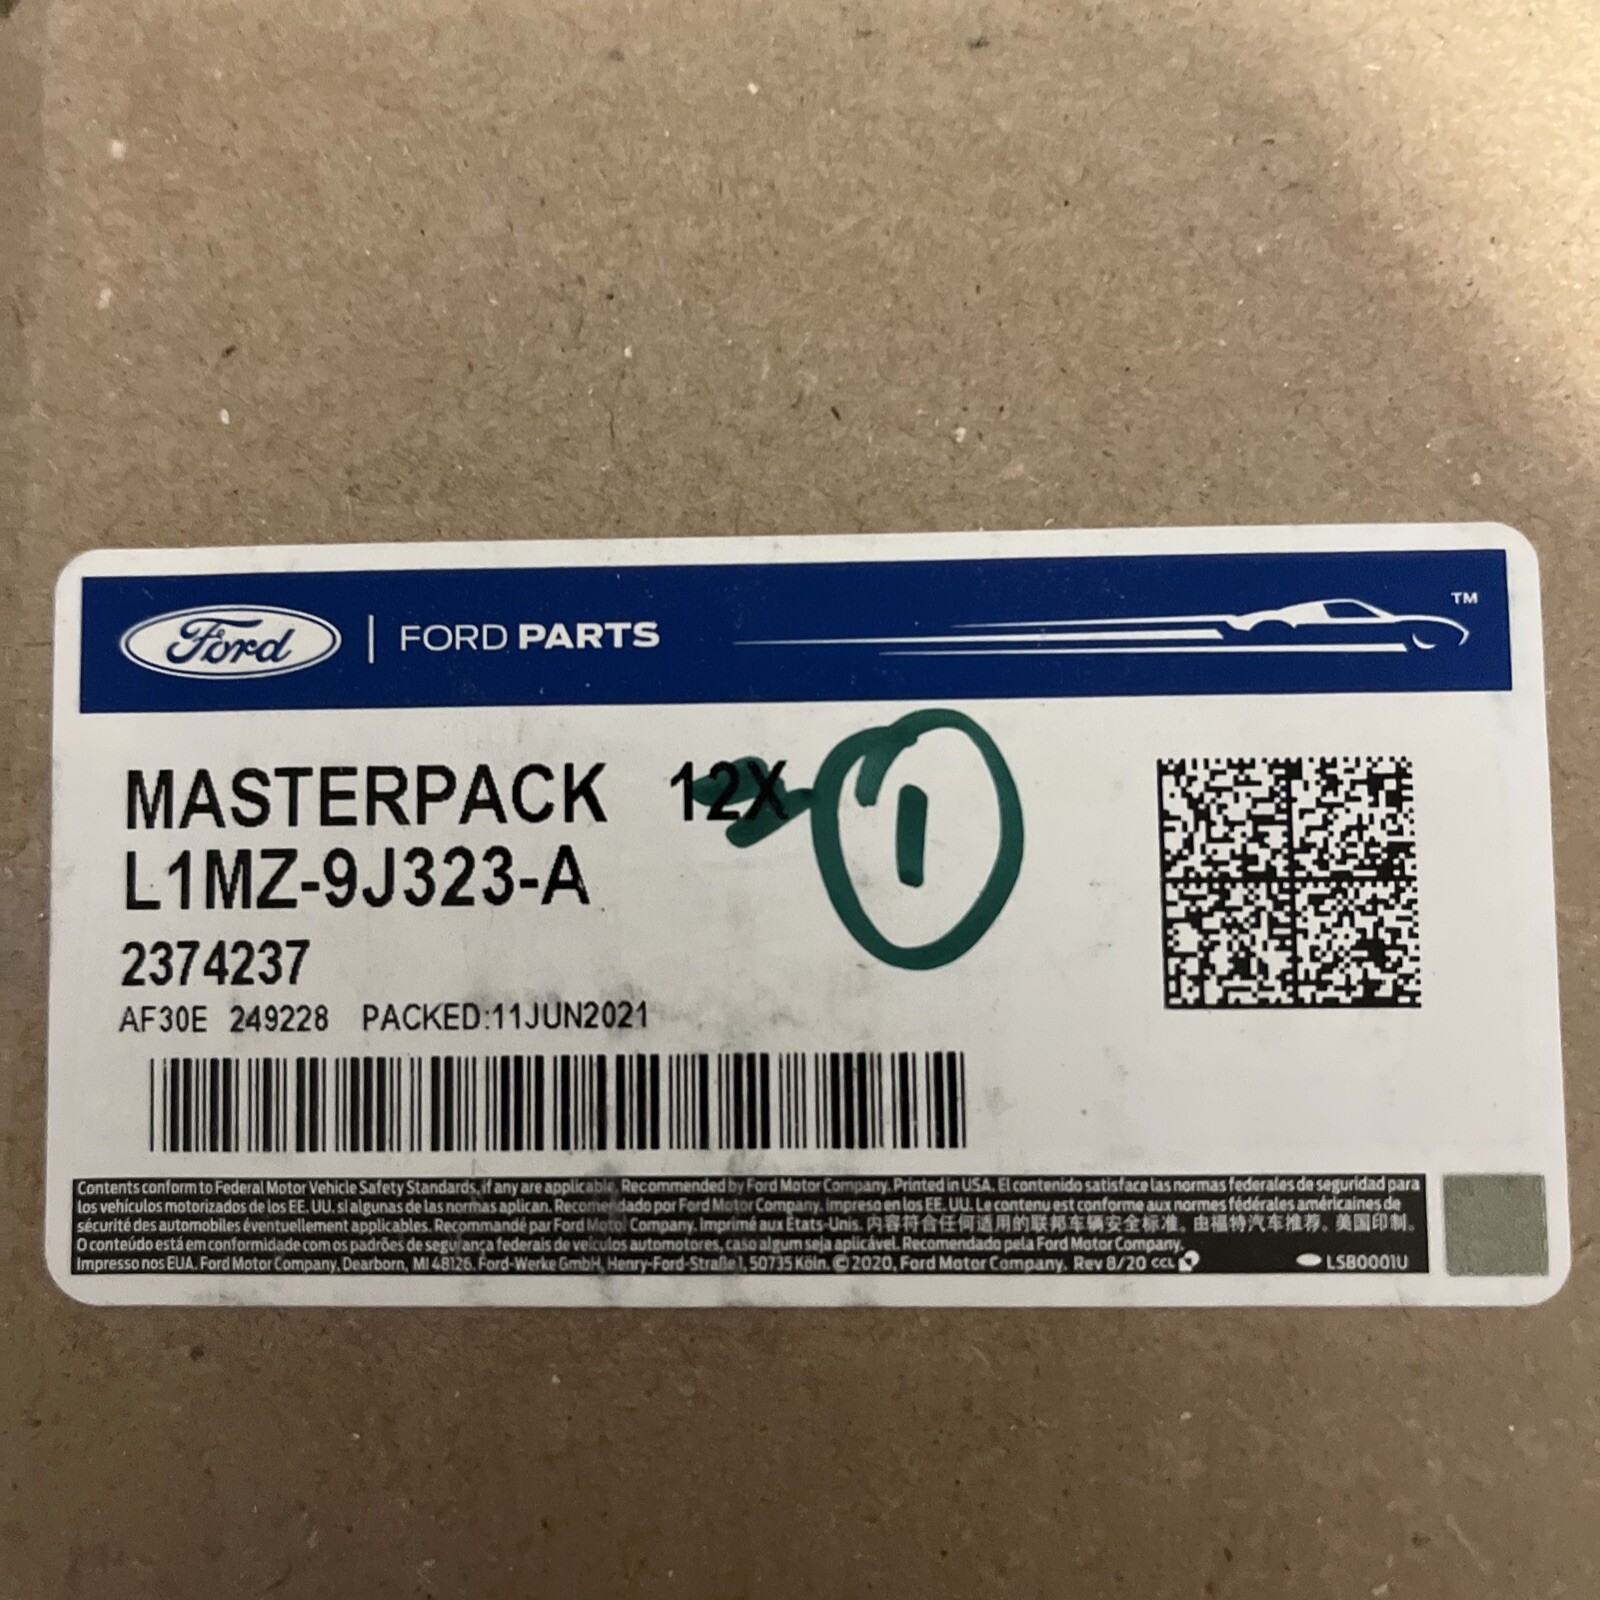 Ford | FORD PARTS TM
MASTERPACK 12X 1
L1MZ-9J323-A
2374237
AF30E 249228 PACKED:11JUN2021
Contents conform to Federal Motor Vehicle Safety Standards, if any are applicable. Recommended by Ford Motor Company. Printed in USA. El contenido satisface las normas federales de seguridad para
los vehículos motorizados de los EE. UU. si algunas de las normas aplican. Recomendado por Ford Motor Company. Impreso en los EE. UU. Le contenu est conforme aux normes fédérales américaines de
sécurité des automobiles éventuellement applicables. Recommandé par Ford Motor Company. Imprimé aux États-Unis. 内容符合任何适用的联邦车辆安全标准。由福特汽车推荐。美国印制。
O conteúdo está em conformidade com os padrões de segurança federais de veículos automotores, caso algum seja aplicável. Recomendado pela Ford Motor Company.
Impresso nos EUA. Ford Motor Company, Dearborn, MI 48126. Ford-Werke GmbH, Henry-Ford-Straße 1, 50735 Köln. © 2020, Ford Motor Company. Rev 8/20 CCL LSB0001U